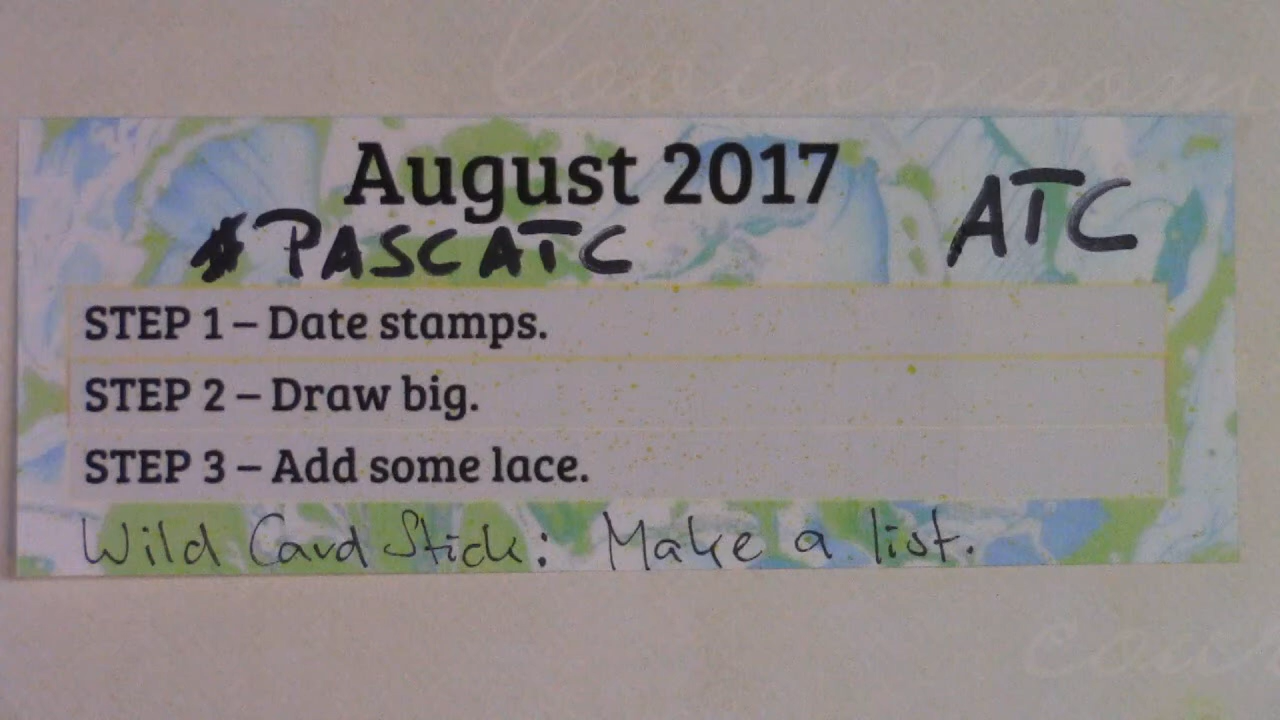 August 2017
#PASCATC
ATC
STEP 1 – Date stamps.
STEP 2 – Draw big.
STEP 3 – Add some lace.
Wild Card Stick: Make a list.